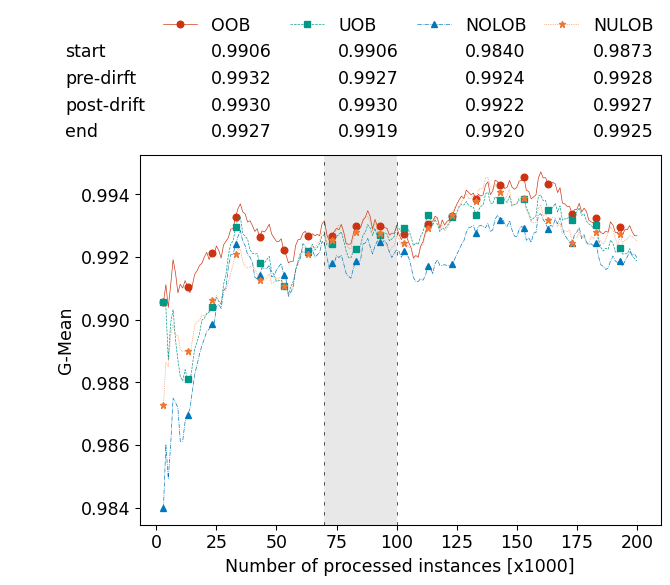 OOB UOB NOLOB NULOB
start 0.9906 0.9906 0.9840 0.9873
pre-dirft 0.9932 0.9927 0.9924 0.9928
post-drift 0.9930 0.9930 0.9922 0.9927
end 0.9927 0.9919 0.9920 0.9925
0.994
0.992
0.990
0.988
0.986
0.984
G-Mean
0 25 50 75 100 125 150 175 200
Number of processed instances [x1000]